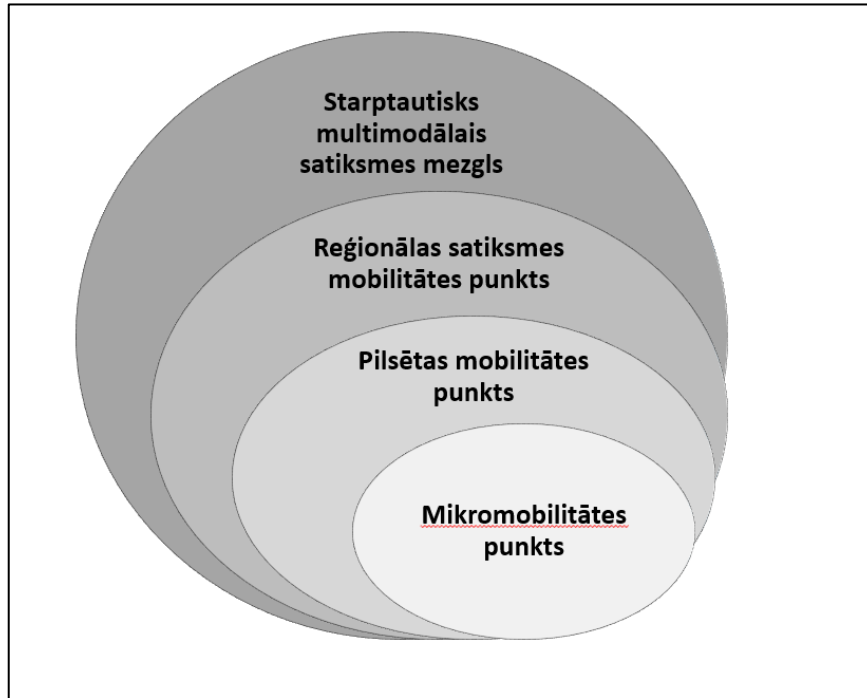 Starptautisks
multimodālais
satiksmes mezgls
Reģionālas satiksmes
mobilitātes punkts
Pilsētas mobilitātes
punkts
Mikromobilitātes
punkts